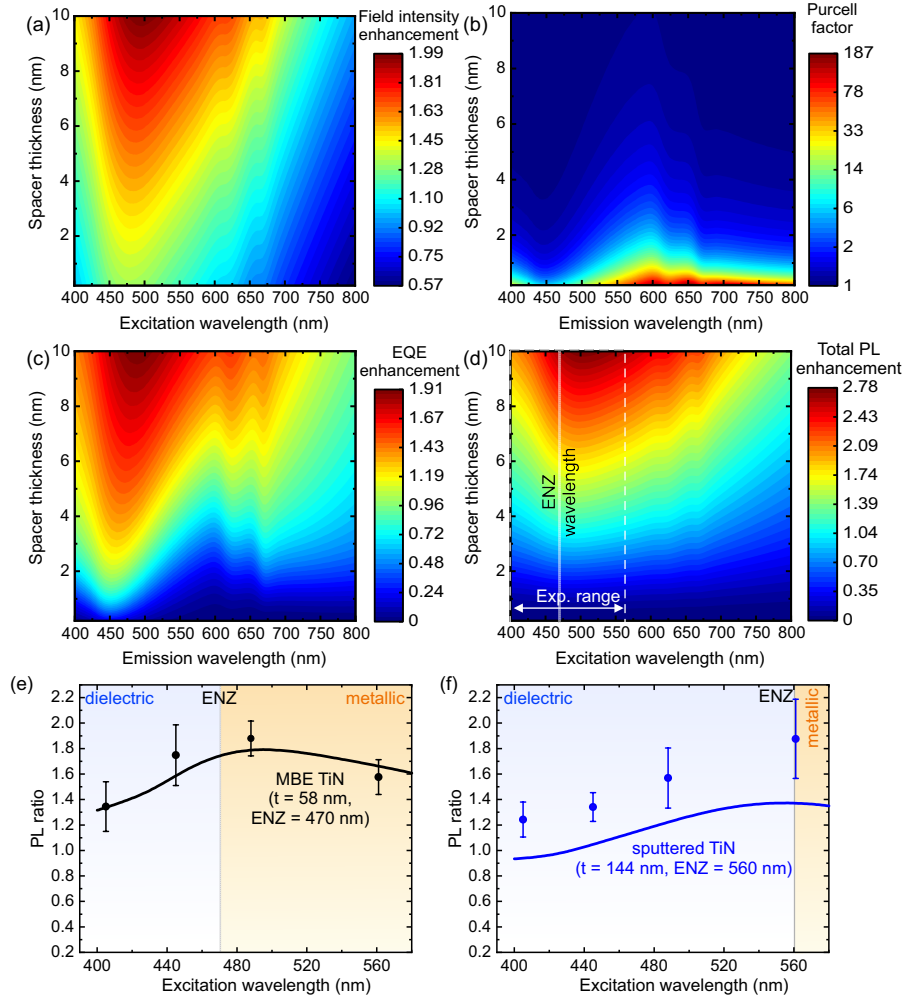 (a)
Field intensity
enhancement
10
8
6
4
2
Spacer thickness (nm)
400 450 500 550 600 650 700 750 800
Excitation wavelength (nm)
1.99
1.81
1.63
1.45
1.28
1.10
0.92
0.75
0.57
(b)
Purcell
factor
10
8
6
4
2
Spacer thickness (nm)
400 450 500 550 600 650 700 750 800
Emission wavelength (nm)
187
78
33
14
6
2
1
(c)
EQE
enhancement
10
8
6
4
2
Spacer thickness (nm)
400 450 500 550 600 650 700 750 800
Emission wavelength (nm)
1.91
1.67
1.43
1.19
0.96
0.72
0.48
0.24
0
(d)
Total PL
enhancement
10
8
6
4
2
Spacer thickness (nm)
ENZ
wavelength
Exp. range
400 450 500 550 600 650 700 750 800
Excitation wavelength (nm)
2.78
2.43
2.08
1.74
1.39
1.04
0.70
0.35
0
(e)
dielectric ENZ metallic
2.2
2.0
1.8
1.6
1.4
1.2
1.0
0.8
0.6
0.4
0.2
PL ratio
MBE TiN
(t = 58 nm,
ENZ = 470 nm)
400 440 480 520 560
Excitation wavelength (nm)
(f)
dielectric ENZ
metallic
2.2
2.0
1.8
1.6
1.4
1.2
1.0
0.8
0.6
0.4
0.2
PL ratio
sputtered TiN
(t = 144 nm, ENZ = 560 nm)
400 440 480 520 560
Excitation wavelength (nm)